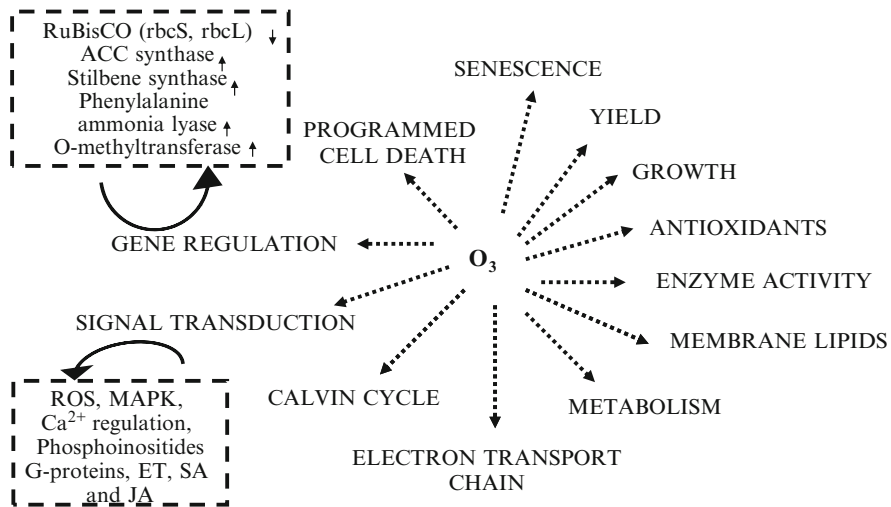 RuBisCO (rbcS, rbcL) ↓
ACC synthase ↑
Stilbene synthase ↑
Phenylalanine
ammonia lyase ↑
O-methyltransferase ↑
SENESCENCE
YIELD
PROGRAMMED
CELL DEATH
GROWTH
ANTIOXIDANTS
GENE REGULATION
O₃
ENZYME ACTIVITY
SIGNAL TRANSDUCTION
MEMBRANE LIPIDS
CALVIN CYCLE
METABOLISM
ELECTRON TRANSPORT
CHAIN
ROS, MAPK,
Ca²⁺ regulation,
Phosphoinositides
G-proteins, ET, SA
and JA